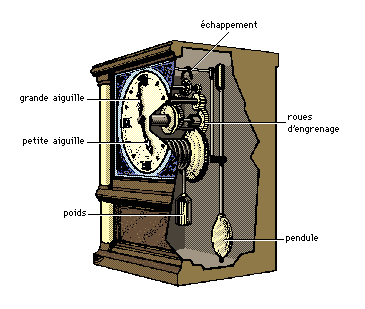 échappement
grande aiguille
roues
d'engrenage
petite aiguille
poids
pendule